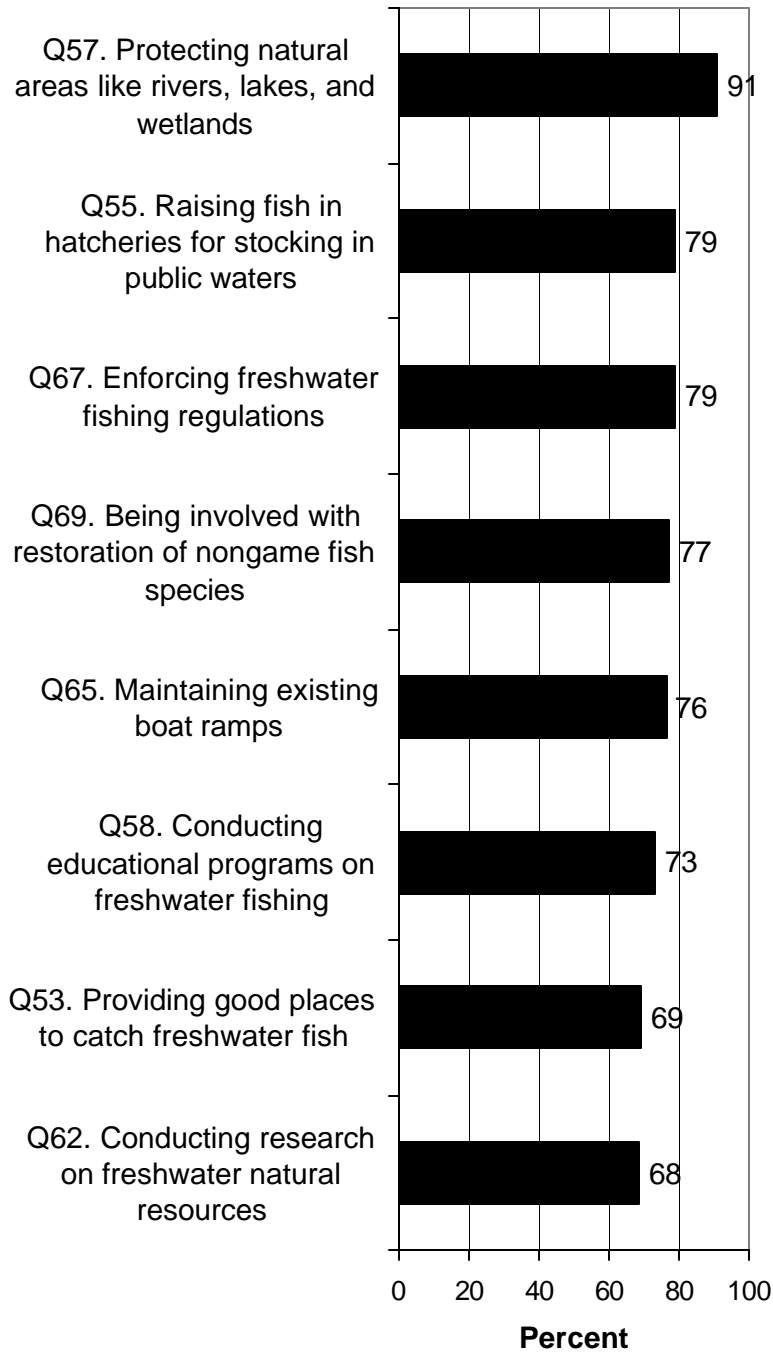 Q57. Protecting natural
areas like rivers, lakes, and
wetlands
91
Q55. Raising fish in
hatcheries for stocking in
public waters
79
Q67. Enforcing freshwater
fishing regulations
79
Q69. Being involved with
restoration of nongame fish
species
77
Q65. Maintaining existing
boat ramps
76
Q58. Conducting
educational programs on
freshwater fishing
73
Q53. Providing good places
to catch freshwater fish
69
Q62. Conducting research
on freshwater natural
resources
68
0 20 40 60 80 100
Percent